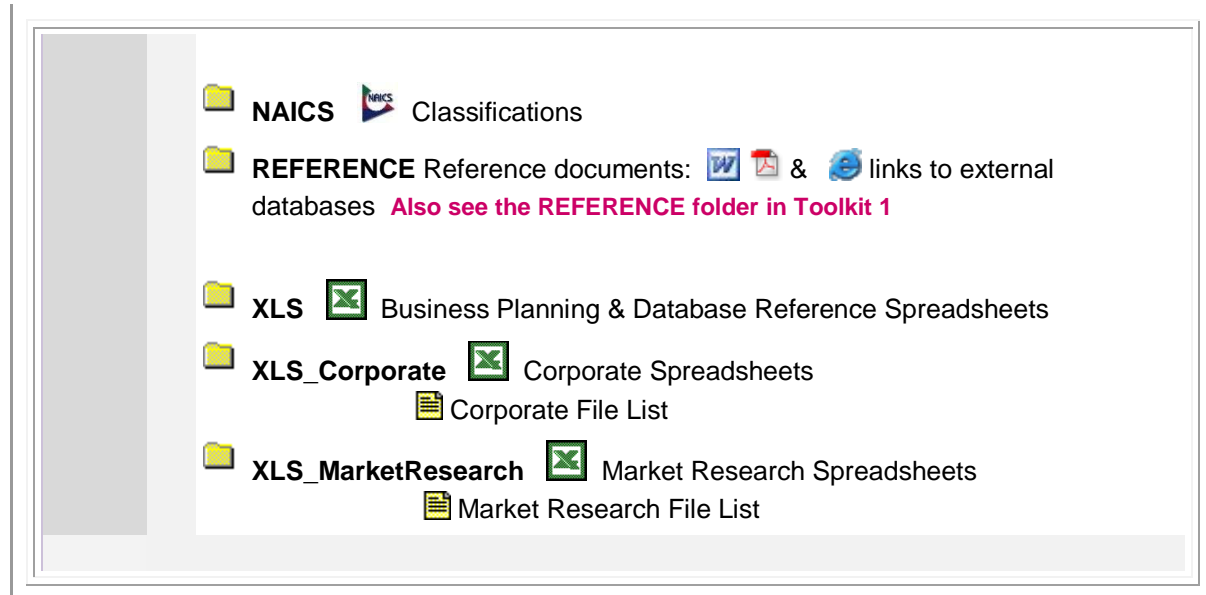 NAICS NAICS Classifications
REFERENCE Reference documents: W & e links to external
databases Also see the REFERENCE folder in Toolkit 1
XLS X Business Planning & Database Reference Spreadsheets
XLS_Corporate X Corporate Spreadsheets
Corporate File List
XLS_MarketResearch X Market Research Spreadsheets
Market Research File List